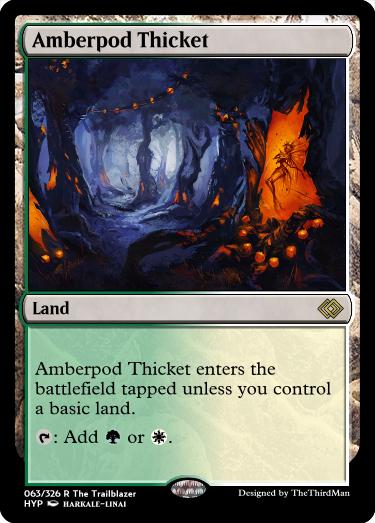 Amberpod Thicket
Land
Amberpod Thicket enters the
battlefield tapped unless you control
a basic land.
: Add or .
063/326 R The Trailblazer
HYP HARKALE-LINAI
Designed by TheThirdMan